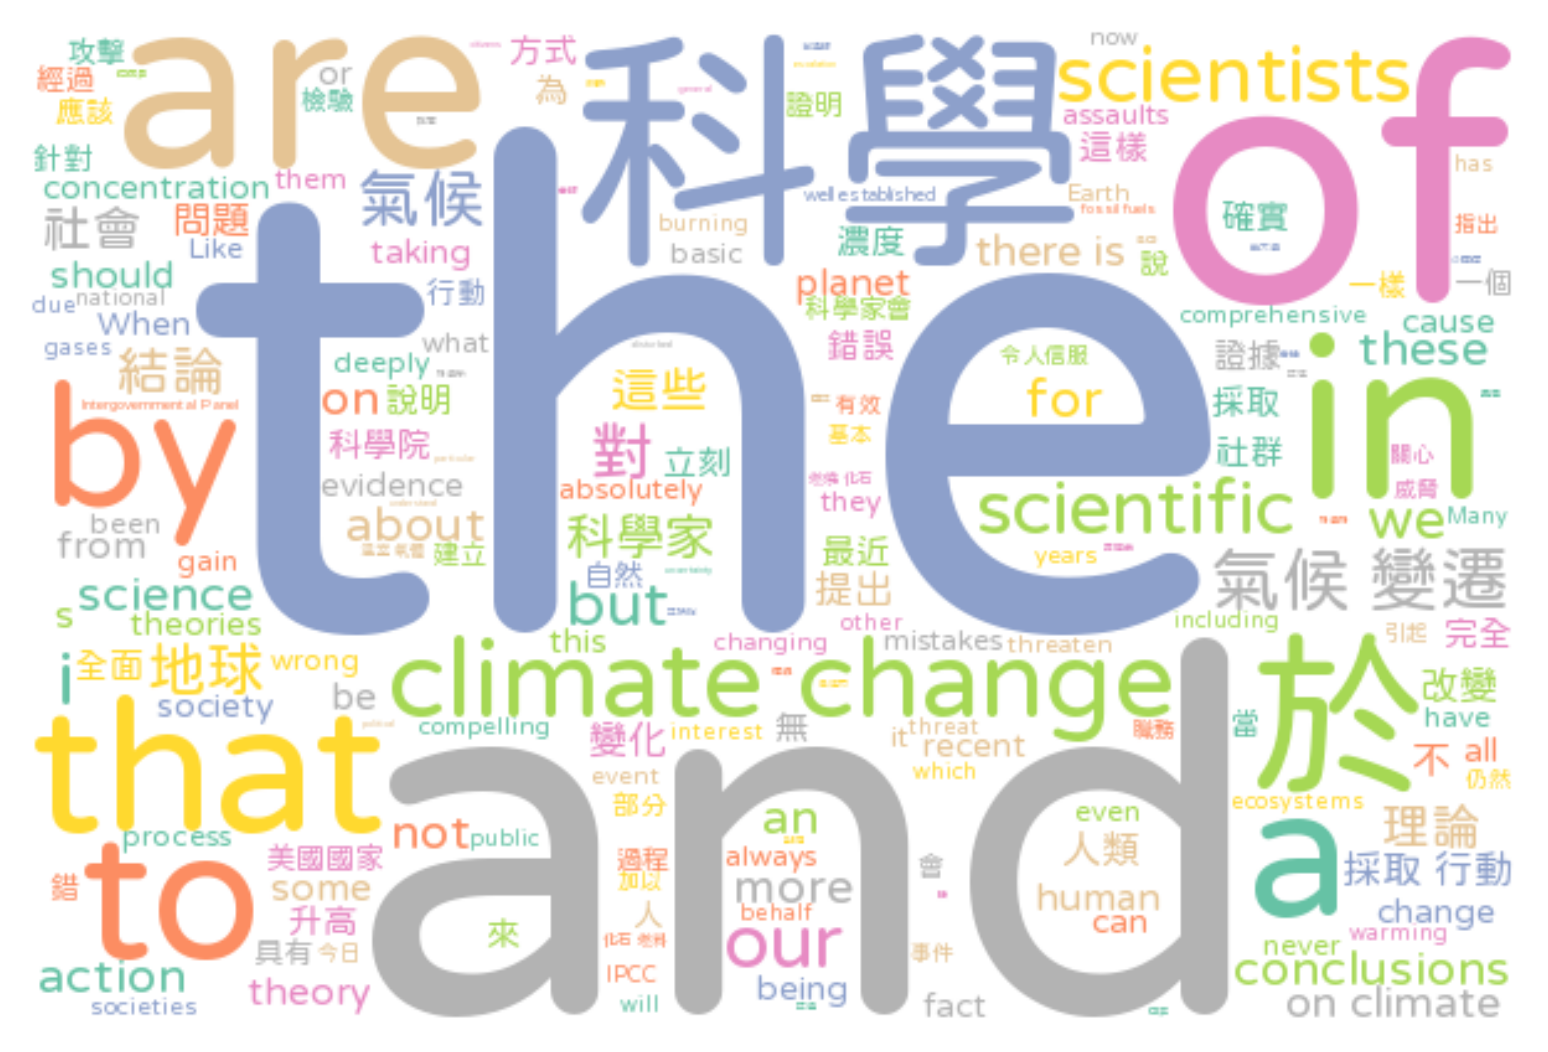 攻擊
are
方式
科學
now
scientists
of
經過
or
為
證明
assaults
應該
檢驗
這樣
針對
concentration
them
氣候
well established
Earth
has
fossil fuels
社會
問題
burning
確實
指出
Like
taking
basic
濃度
there is
說
should
行動
planet
一樣
一個
due
national
When
the
科學家會
comprehensive
cause
gases
what
錯誤
令人信服
證據
these
結論
deeply
in
Intergovernmental Panel
on
說明
這些
有效
for
採取
by
科學院
對
立刻
基本
社群
關心
evidence
absolutely
they
scientific
威脅
been
about
科學家
we
Many
from
建立
最近
years
gain
自然
提出
氣候 變遷
science
but
s
theories
this
changing
other
mistakes
threaten
including
引起
完全
i
全面
地球
wrong
climate change
於
改變
society
be
compelling
變化
interest
無
it
threat
recent
職務
當
have
that
which
不
all
仍然
event
部分
ecosystems
and
process
not
public
an
even
a
理論
to
美國國家
過程
always
人類
採取 行動
錯
some
加以
more
會
human
change
升高
人
behalf
can
warming
來
our
具有
今日
事件
never
action
theory
IPCC
being
conclusions
societies
will
fact
on climate